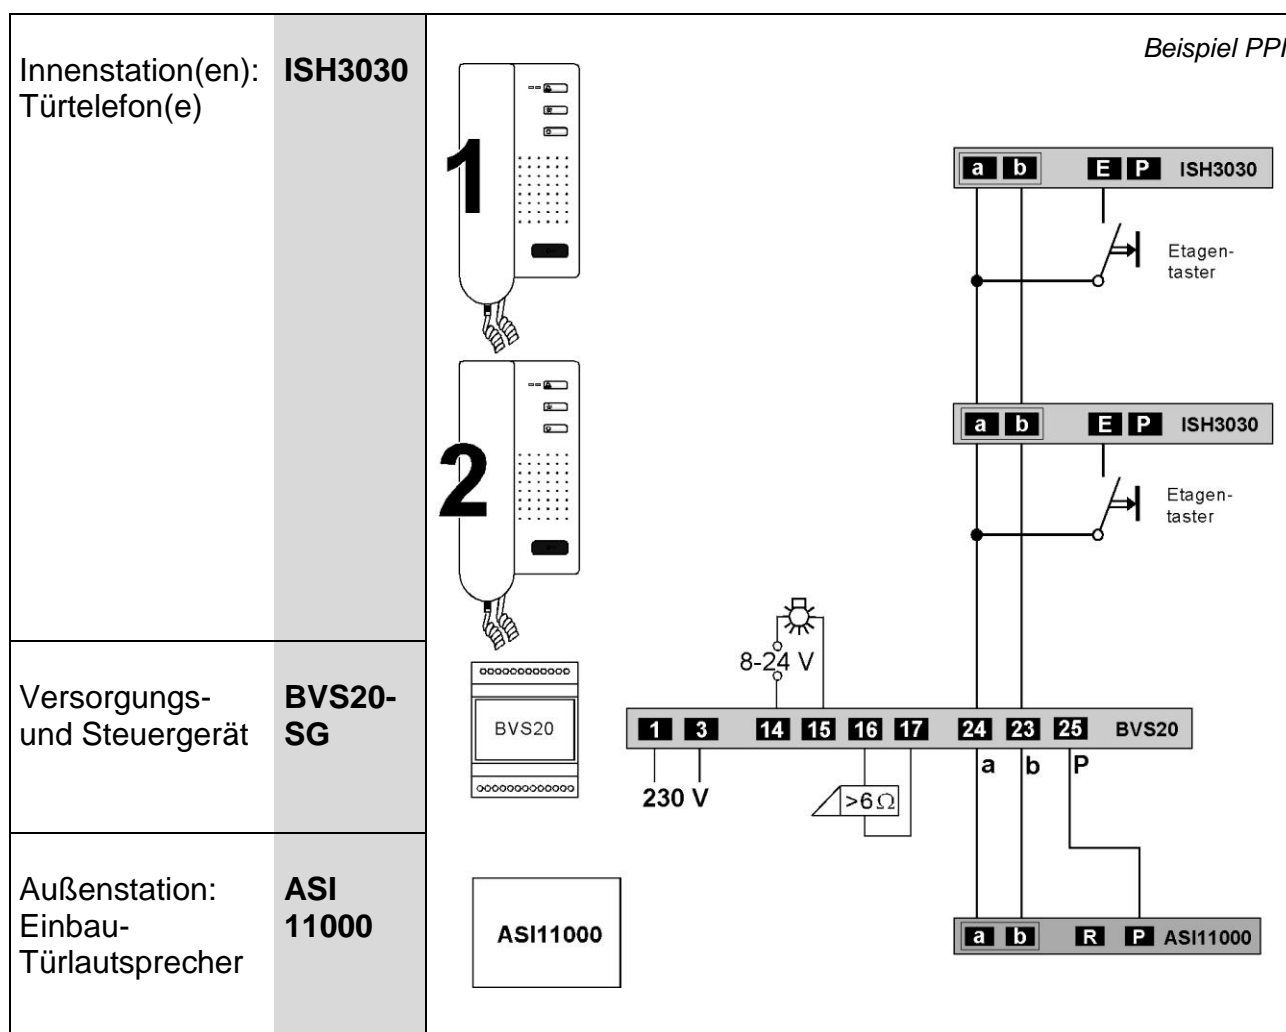 Beispiel PPI
Innenstation(en):
Türtelefon(e)
ISH3030
1
a b E P ISH3030
Etagen-
taster
2
a b E P ISH3030
Etagen-
taster
8-24 V
Versorgungs-
und Steuergerät
BVS20-
SG
BVS20
1 3 14 15 16 17 24 23 25 BVS20
a b P
230 V
>6 Ω
Außenstation:
Einbau-
Türlautsprecher
ASI
11000
ASI11000
a b R P ASI11000